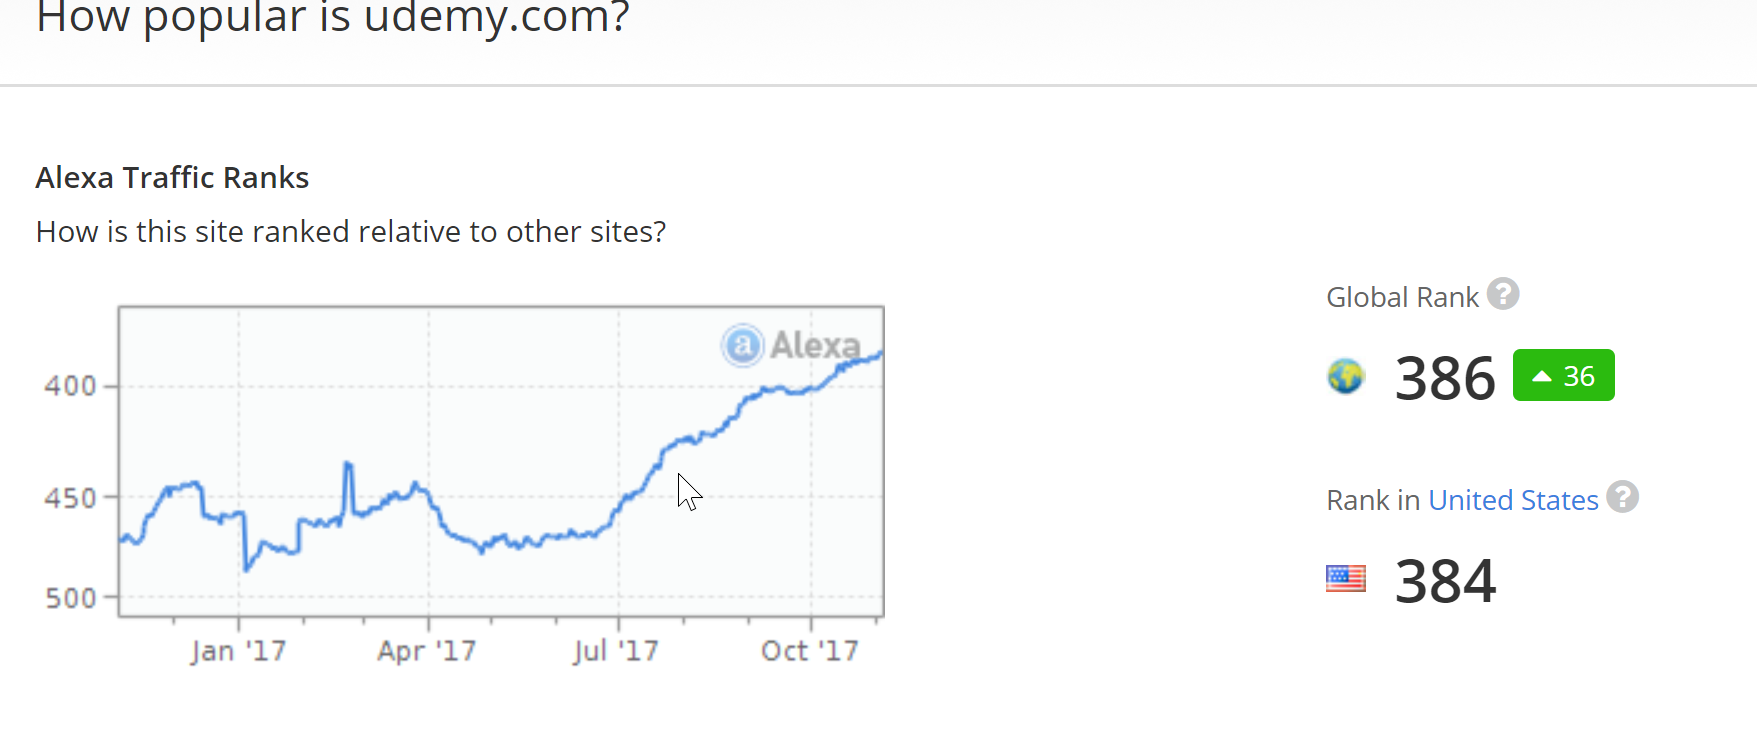 How popular is udemy.com?
Alexa Traffic Ranks
How is this site ranked relative to other sites?
a Alexa
400
450
500
Jan '17
Apr '17
Jul '17
Oct '17
Global Rank ?
386 36
Rank in United States ?
384